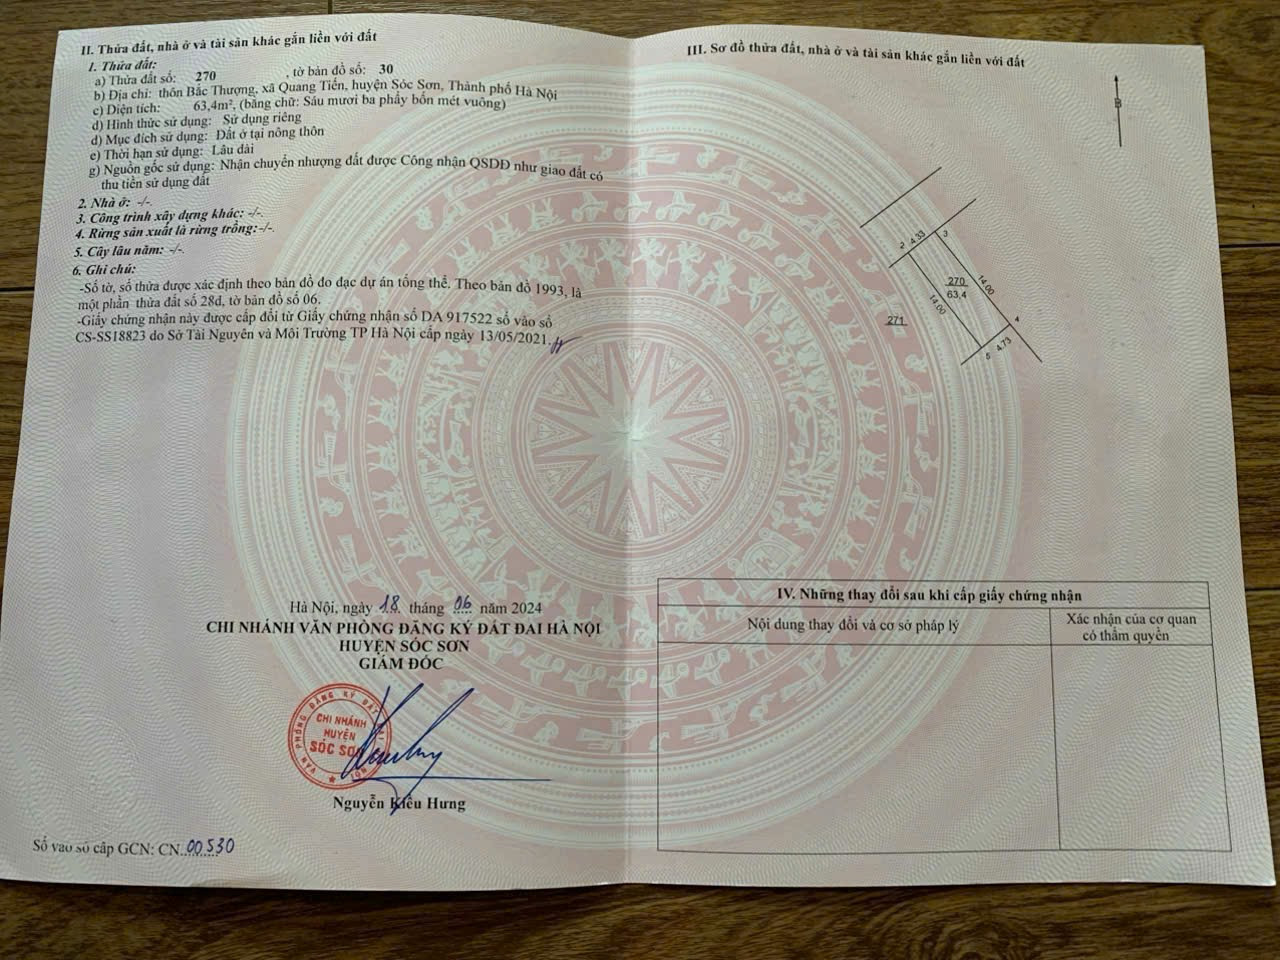 II. Thửa đất, nhà ở và tài sản khác gắn liền với đất
1. Thửa đất:
a) Thửa đất số: 270 , tờ bản đồ số: 30
b) Địa chỉ: thôn Bắc Thượng, xã Quang Tiến, huyện Sóc Sơn, Thành phố Hà Nội
c) Diện tích: 63,4m², (bằng chữ: Sáu mươi ba phẩy bốn mét vuông)
d) Hình thức sử dụng: Sử dụng riêng
đ) Mục đích sử dụng: Đất ở tại nông thôn
e) Thời hạn sử dụng: Lâu dài
g) Nguồn gốc sử dụng: Nhận chuyển nhượng đất được Công nhận QSDĐ như giao đất có
thu tiền sử dụng đất
2. Nhà ở: -/-.
3. Công trình xây dựng khác: -/-.
4. Rừng sản xuất là rừng trồng:-/-.
5. Cây lâu năm: -/-.
6. Ghi chú:
-Số tờ, số thửa được xác định theo bản đồ đo đạc dự án tổng thể. Theo bản đồ 1993, là
một phần thửa đất số 28d, tờ bản đồ số 06.
-Giấy chứng nhận này được cấp đổi từ Giấy chứng nhận số DA 917522 số vào sổ
CS-SS18823 do Sở Tài Nguyên và Môi Trường TP Hà Nội cấp ngày 13/05/2021.
Hà Nội, ngày 18 tháng 06 năm 2024
CHI NHÁNH VĂN PHÒNG ĐĂNG KÝ ĐẤT ĐAI HÀ NỘI
HUYỆN SÓC SƠN
GIÁM ĐỐC
VĂN PHÒNG ĐĂNG KÝ ĐẤT ĐAI
CHI NHÁNH
HUYỆN
SÓC SƠN
Nguyễn Kiều Hưng
Số vào sổ cấp GCN: CN.00530
III. Sơ đồ thửa đất, nhà ở và tài sản khác gắn liền với đất
B
2
4.33
3
270
63,4
14.00
14.00
271
4
5
4.73
IV. Những thay đổi sau khi cấp giấy chứng nhận
Nội dung thay đổi và cơ sở pháp lý
Xác nhận của cơ quan
có thẩm quyền